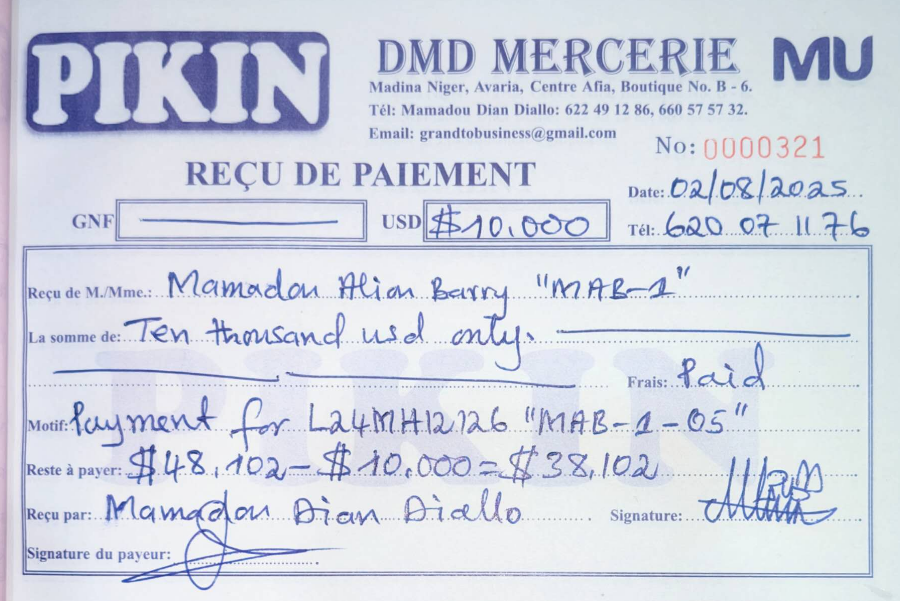 PIKIN
DMD MERCERIE
MU
Madina Niger, Avaria, Centre Afia, Boutique No. B - 6.
Tél: Mamadou Dian Diallo: 622 49 12 86, 660 57 57 32.
Email: grandtobusiness@gmail.com
No: 0000321
REÇU DE PAIEMENT
Date: 02/08/2025
GNF
USD $10.000
Tél: 620 07 11 76
Reçu de M./Mme.: Mamadou Aliou Barry "MAB-1"
La somme de: Ten thousand usd only.
Frais: Paid
Motif: Payment for L24MH12126 "MAB-1-05"
Reste à payer: $48,102-$10.000=$38,102
Reçu par: Mamadou Dian Diallo
Signature:
Signature du payeur:
PIKIN